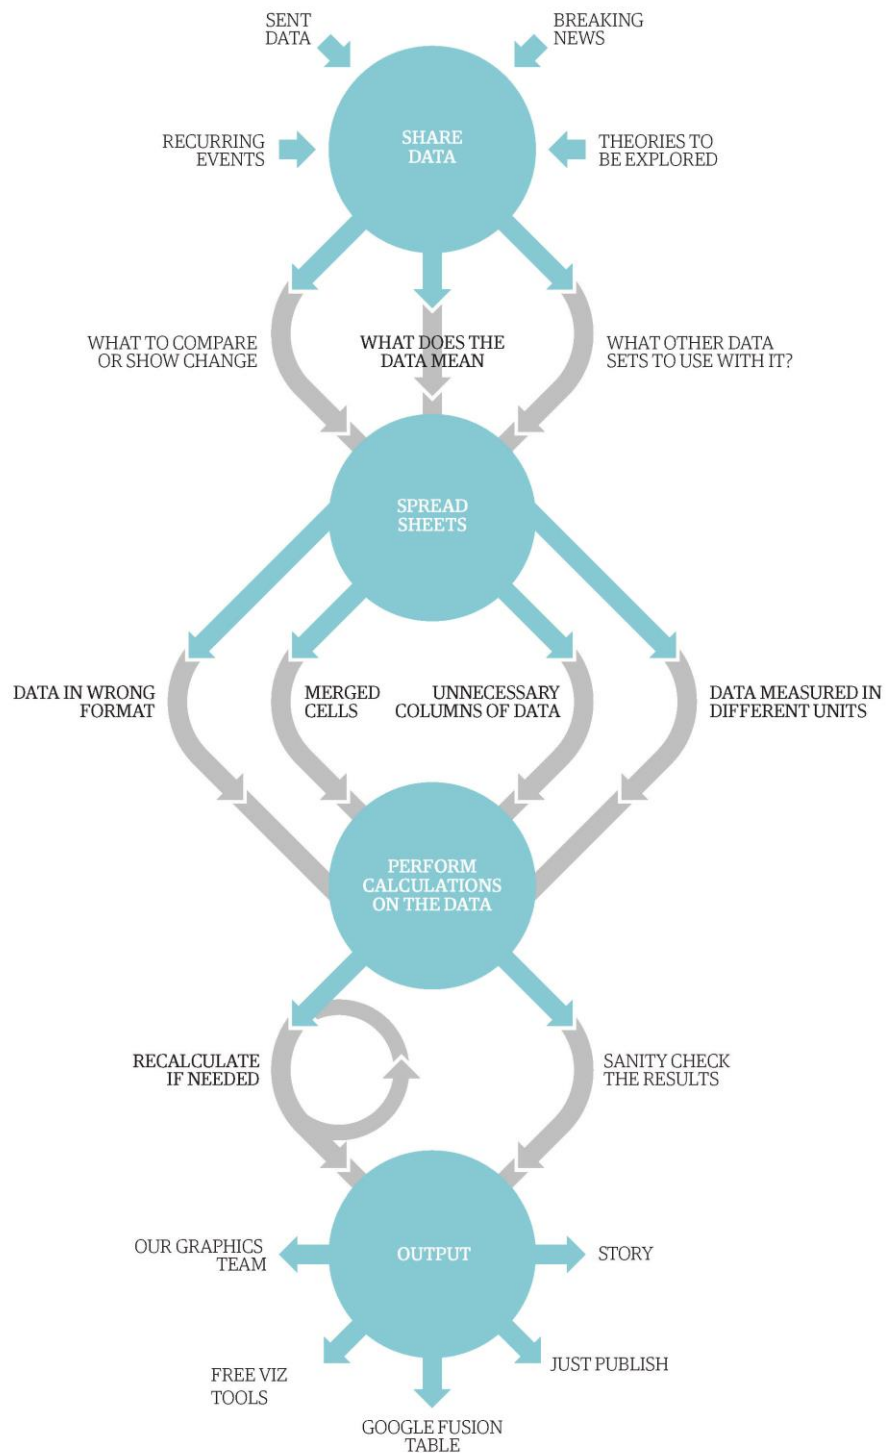 SENT
DATA
BREAKING
NEWS
RECURRING
EVENTS
SHARE
DATA
THEORIES TO
BE EXPLORED
WHAT TO COMPARE
OR SHOW CHANGE
WHAT DOES THE
DATA MEAN
WHAT OTHER DATA
SETS TO USE WITH IT?
SPREAD
SHEETS
DATA IN WRONG
FORMAT
MERGED
CELLS
UNNECESSARY
COLUMNS OF DATA
DATA MEASURED IN
DIFFERENT UNITS
PERFORM
CALCULATIONS
ON THE DATA
RECALCULATE
IF NEEDED
SANITY CHECK
THE RESULTS
OUR GRAPHICS
TEAM
OUTPUT
STORY
FREE VIZ
TOOLS
JUST PUBLISH
GOOGLE FUSION
TABLE